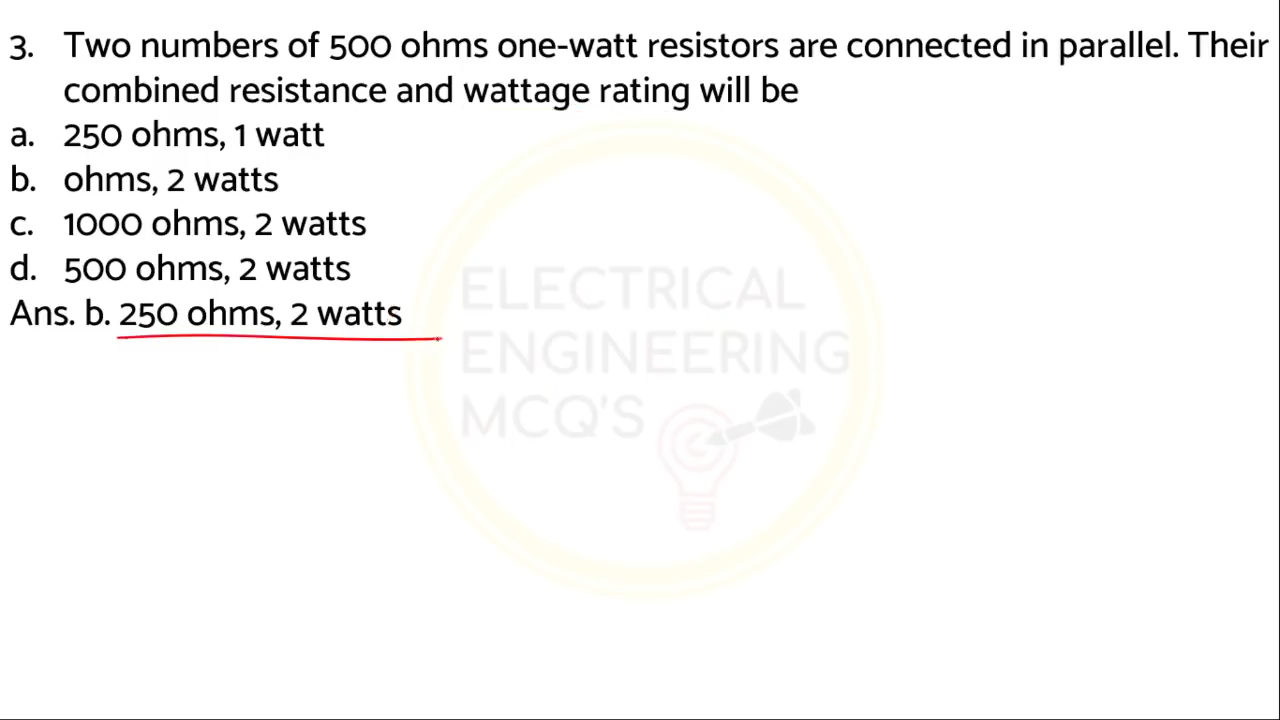 3. Two numbers of 500 ohms one-watt resistors are connected in parallel. Their
combined resistance and wattage rating will be
a. 250 ohms, 1 watt
b. ohms, 2 watts
c. 1000 ohms, 2 watts
d. 500 ohms, 2 watts
Ans. b. 250 ohms, 2 watts
ELECTRICAL
ENGINEERING
MCQ'S